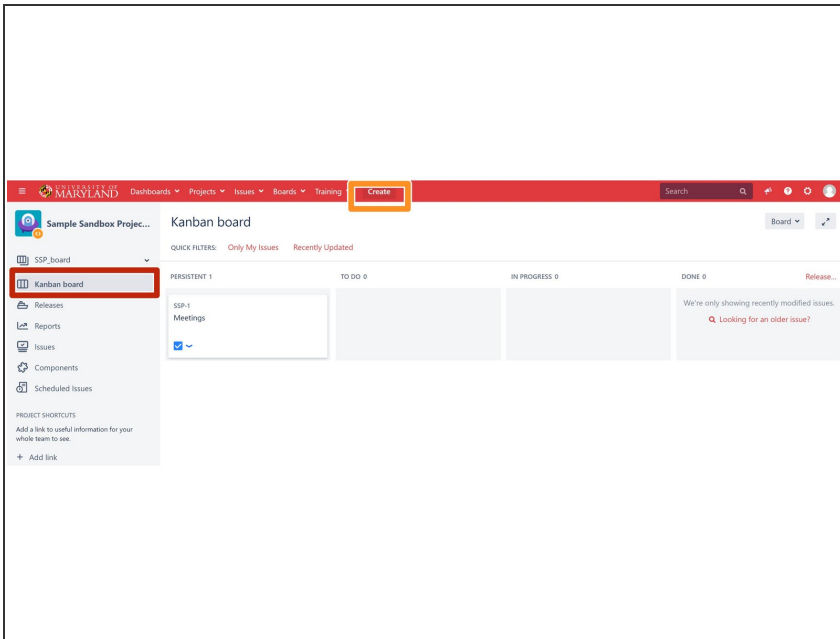 UNIVERSITY OF
MARYLAND
Dashboards Projects Issues Boards Training Create Search
Sample Sandbox Projec...
SSP_board
Kanban board
Releases
Reports
Issues
Components
Scheduled Issues
PROJECT SHORTCUTS
Add a link to useful information for your
whole team to see.
+ Add link
Kanban board
Board
QUICK FILTERS: Only My Issues Recently Updated
PERSISTENT 1
TO DO 0
IN PROGRESS 0
DONE 0
Release...
SSP-1
Meetings
We're only showing recently modified issues.
Looking for an older issue?